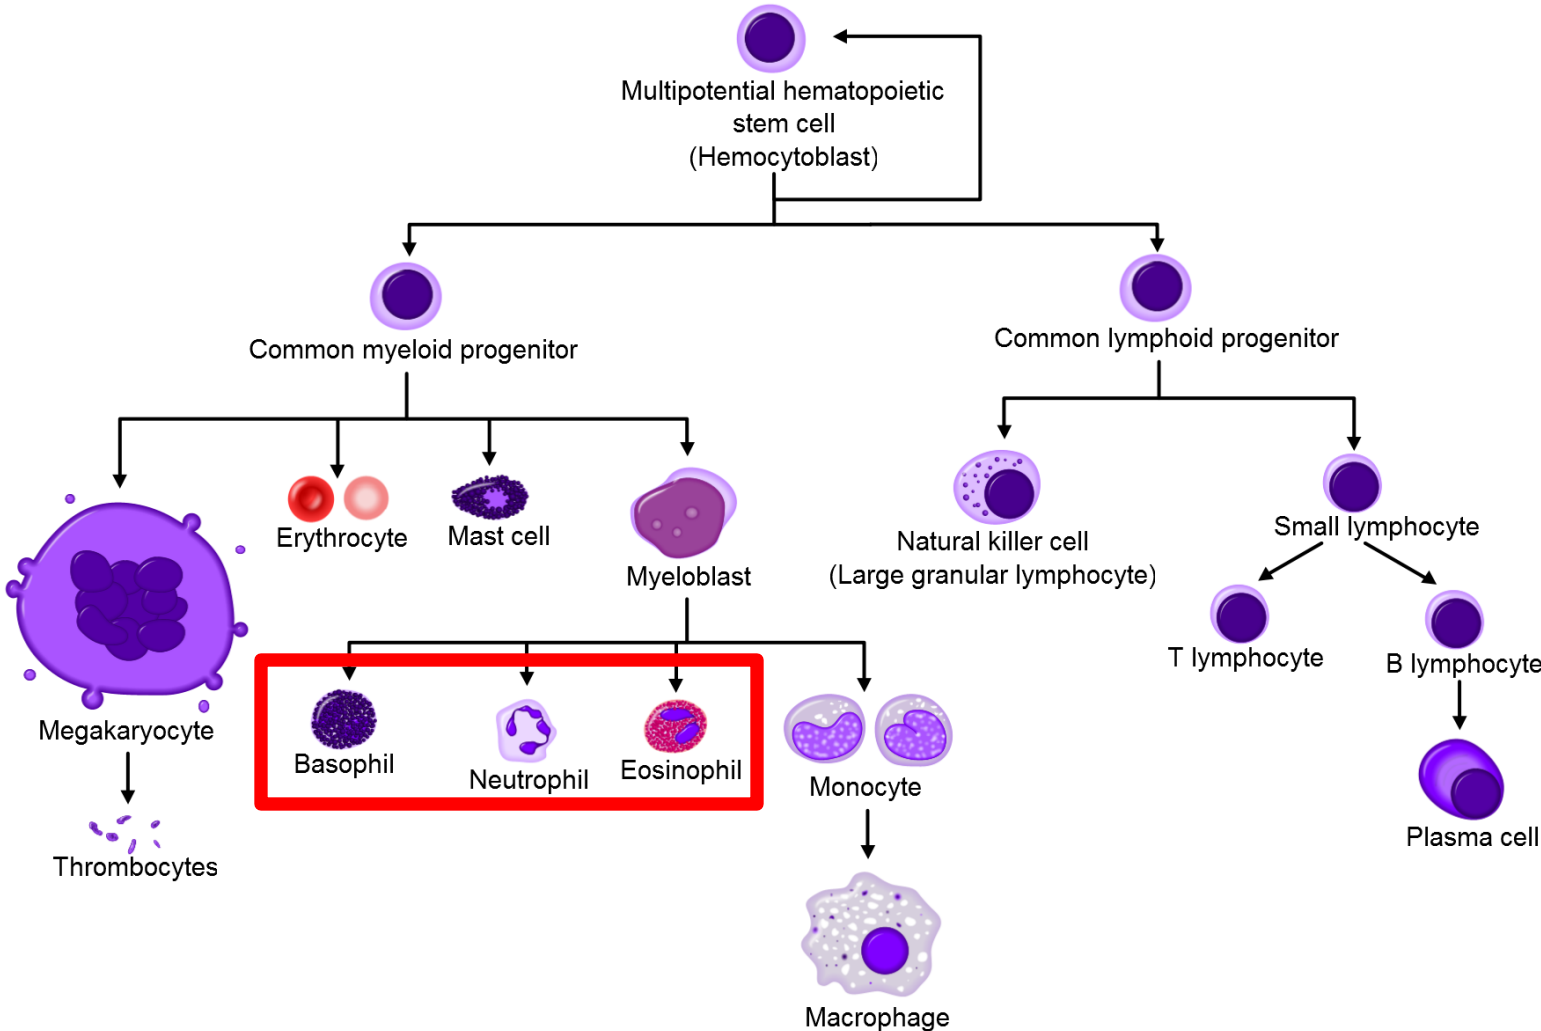 Multipotential hematopoietic
stem cell
(Hemocytoblast)
Common myeloid progenitor
Common lymphoid progenitor
Erythrocyte
Mast cell
Myeloblast
Natural killer cell
(Large granular lymphocyte)
Small lymphocyte
T lymphocyte
B lymphocyte
Megakaryocyte
Basophil
Neutrophil
Eosinophil
Monocyte
Plasma cell
Thrombocytes
Macrophage